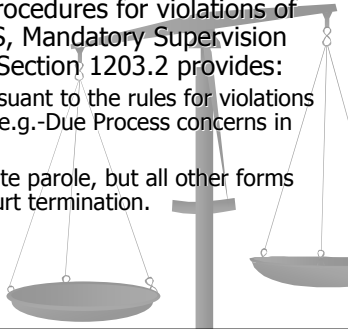 rocedures for violations of
S, Mandatory Supervision
Section 1203.2 provides:
suant to the rules for violations
e.g.-Due Process concerns in
te parole, but all other forms
urt termination.